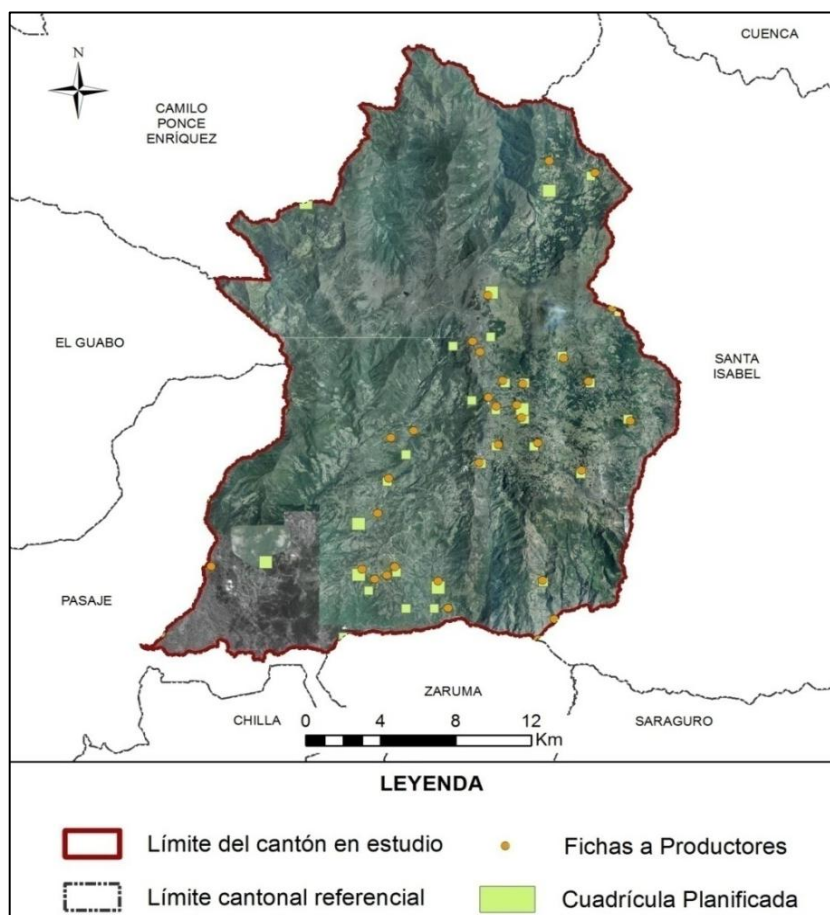 CUENCA
N
CAMILO
PONCE
ENRÍQUEZ
EL GUABO
SANTA
ISABEL
PASAJE
ZARUMA
CHILLA
SARAGURO
0 4 8 12
Km
LEYENDA
Límite del cantón en estudio
Fichas a Productores
Límite cantonal referencial
Cuadrícula Planificada